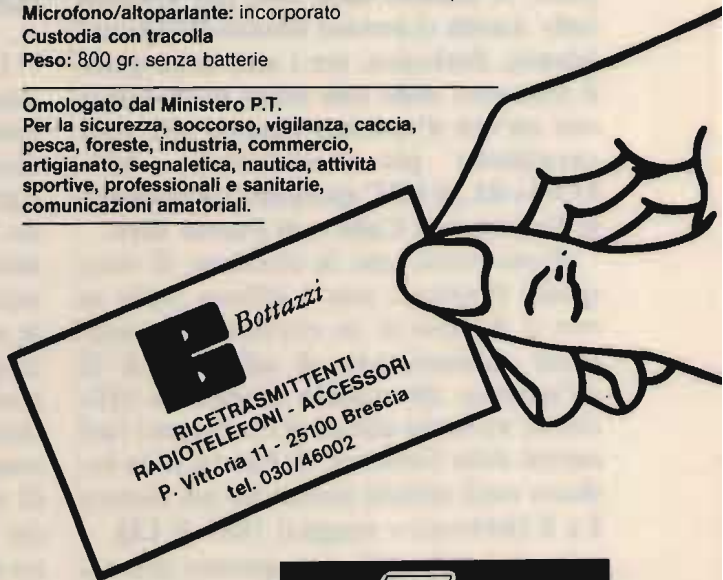 Microfono/altoparlante: incorporato
Custodia con tracolla
Peso: 800 gr. senza batterie
Omologato dal Ministero P.T.
Per la sicurezza, soccorso, vigilanza, caccia,
pesca, foreste, industria, commercio,
artigianato, segnaletica, nautica, attività
sportive, professionali e sanitarie,
comunicazioni amatoriali.
B Bottazzi
RICETRASMITTENTI
RADIOTELEFONI - ACCESSORI
P. Vittoria 11 - 25100 Brescia
tel. 030/46002